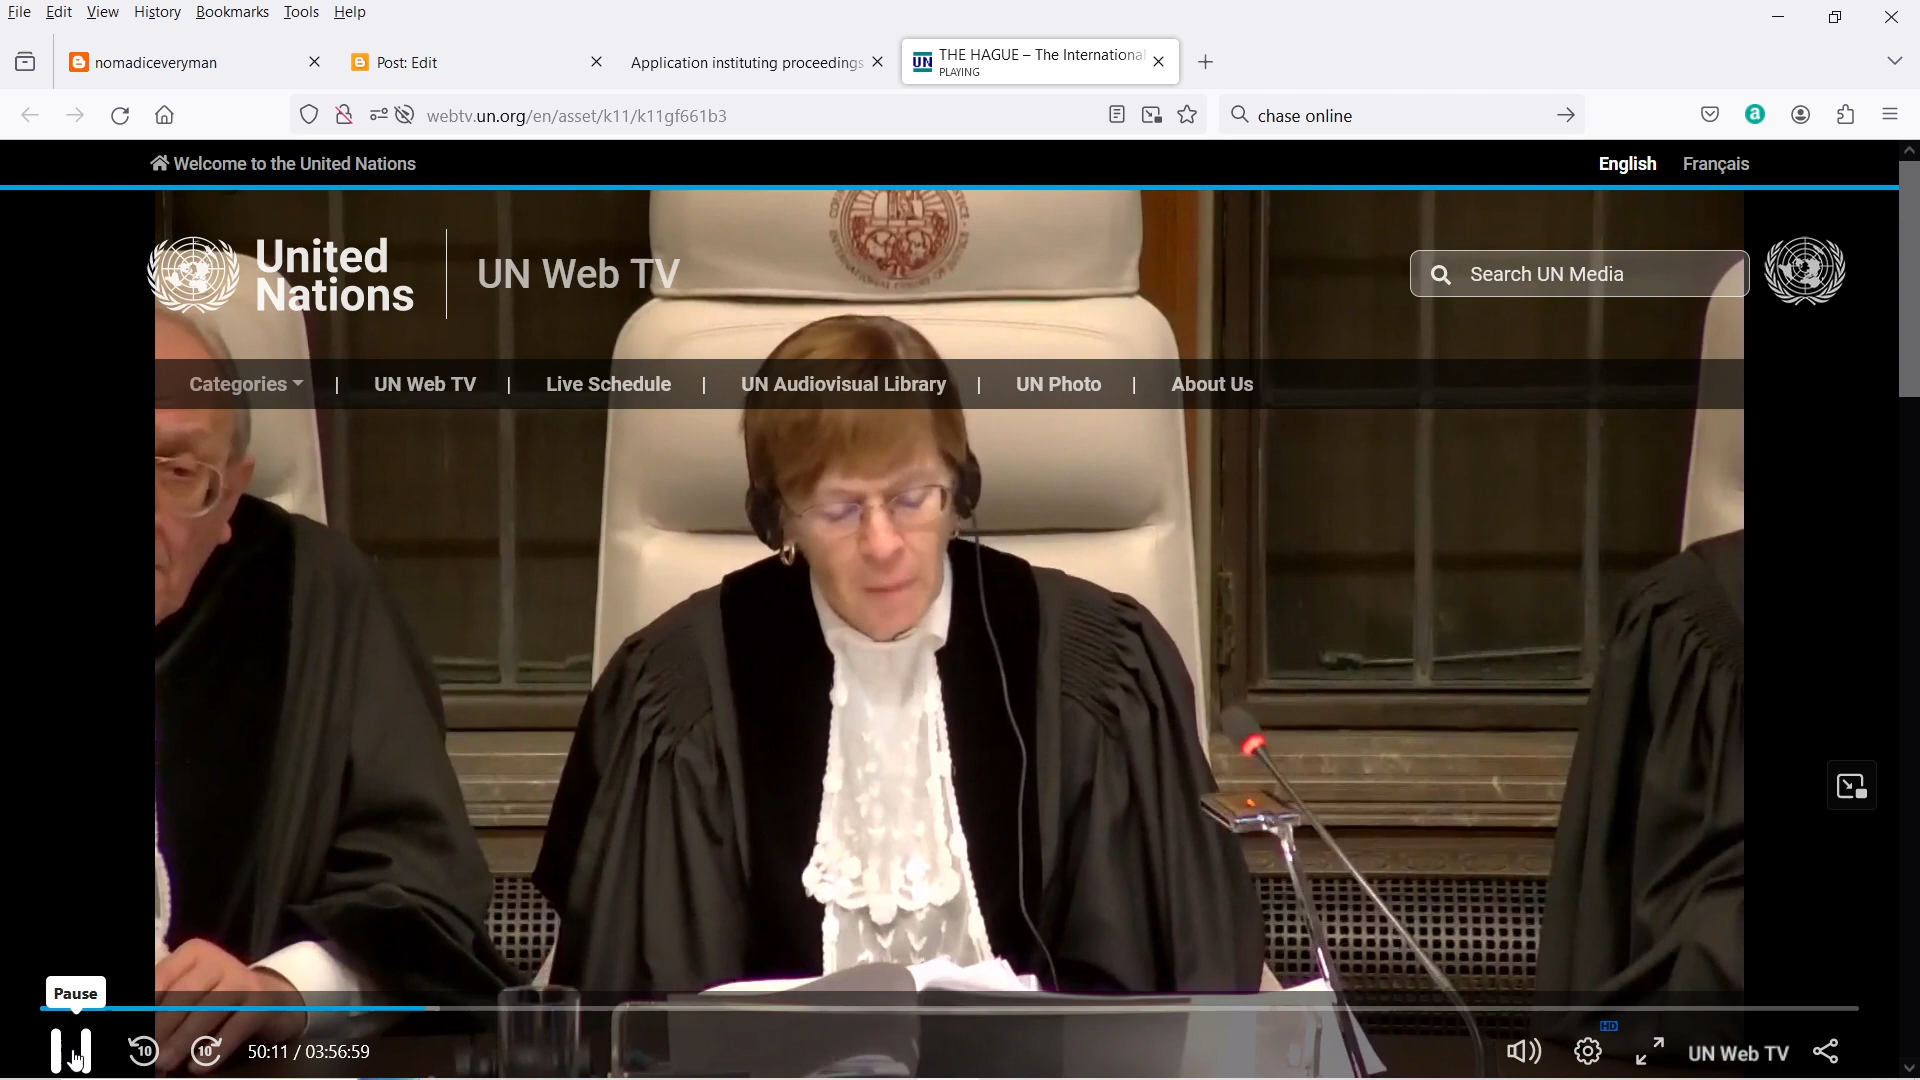 File Edit View History Bookmarks Tools Help
nomadiceveryman
Post: Edit
Application instituting proceedings
UN THE HAGUE – The International
PLAYING
webtv.un.org/en/asset/k11/k11gf661b3
chase online
a
Welcome to the United Nations
English Français
United
Nations
UN Web TV
Search UN Media
Categories | UN Web TV | Live Schedule | UN Audiovisual Library | UN Photo | About Us
Pause
10 10 50:11 / 03:56:59
HD
UN Web TV